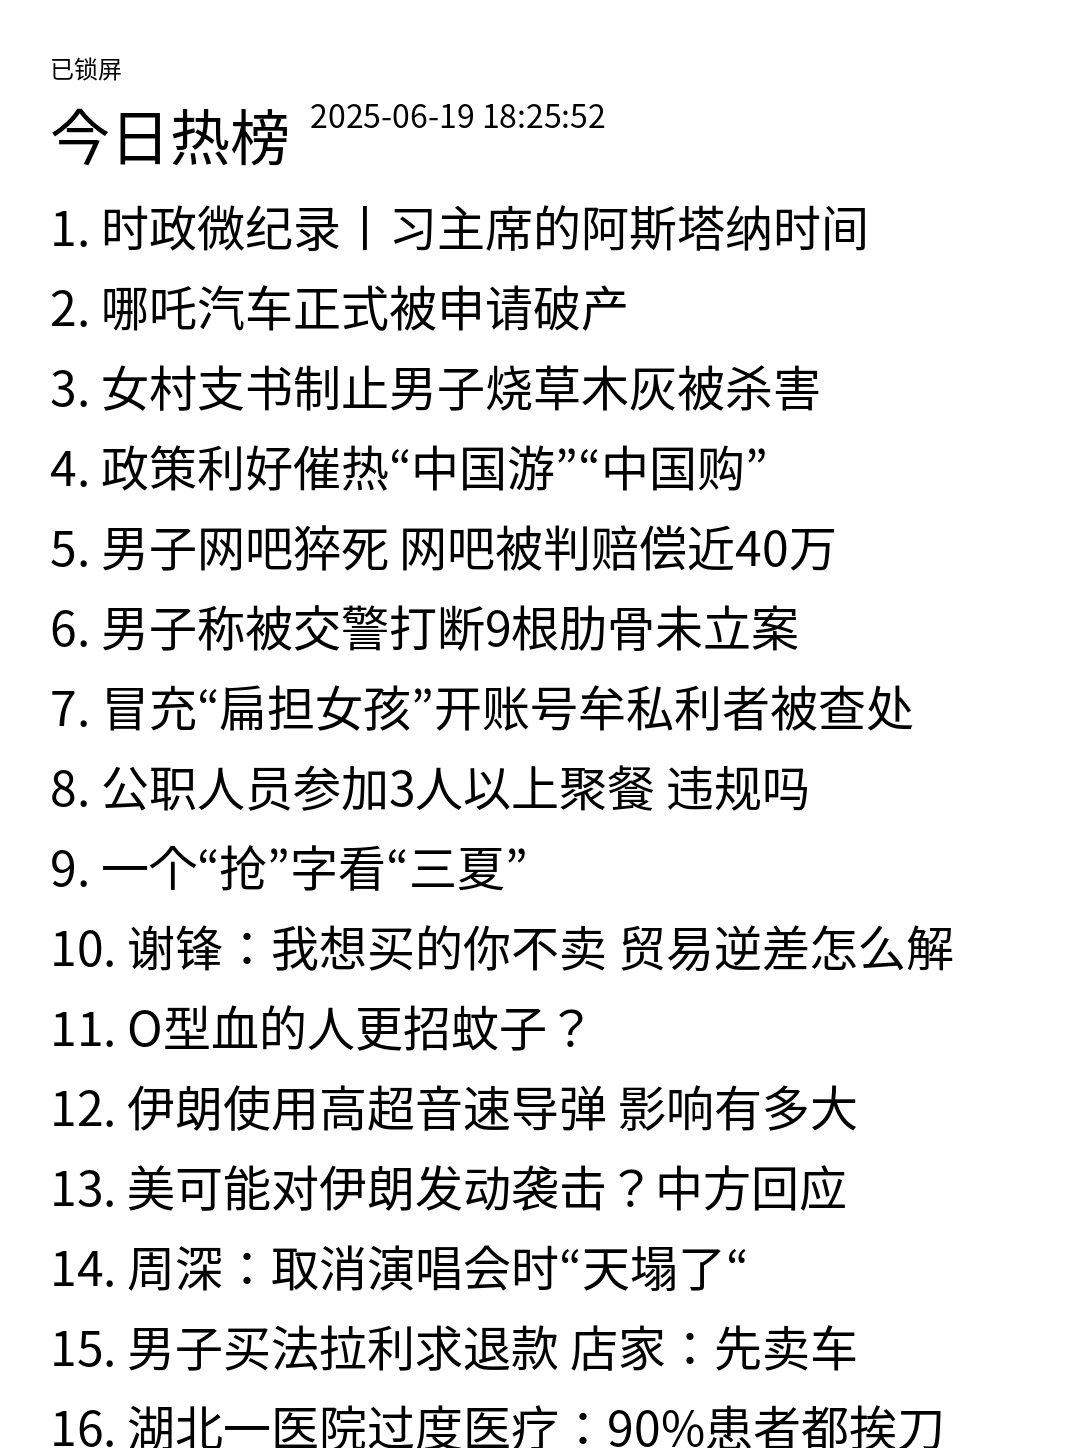 已锁屏
今日热榜 2025-06-19 18:25:52
1. 时政微纪录丨习主席的阿斯塔纳时间
2. 哪吒汽车正式被申请破产
3. 女村支书制止男子烧草木灰被杀害
4. 政策利好催热“中国游”“中国购”
5. 男子网吧猝死 网吧被判赔偿近40万
6. 男子称被交警打断9根肋骨未立案
7. 冒充“扁担女孩”开账号牟私利者被查处
8. 公职人员参加3人以上聚餐 违规吗
9. 一个“抢”字看“三夏”
10. 谢锋：我想买的你不卖 贸易逆差怎么解
11. O型血的人更招蚊子？
12. 伊朗使用高超音速导弹 影响有多大
13. 美可能对伊朗发动袭击？中方回应
14. 周深：取消演唱会时“天塌了“
15. 男子买法拉利求退款 店家：先卖车
16. 湖北一医院过度医疗：90%患者都挨刀